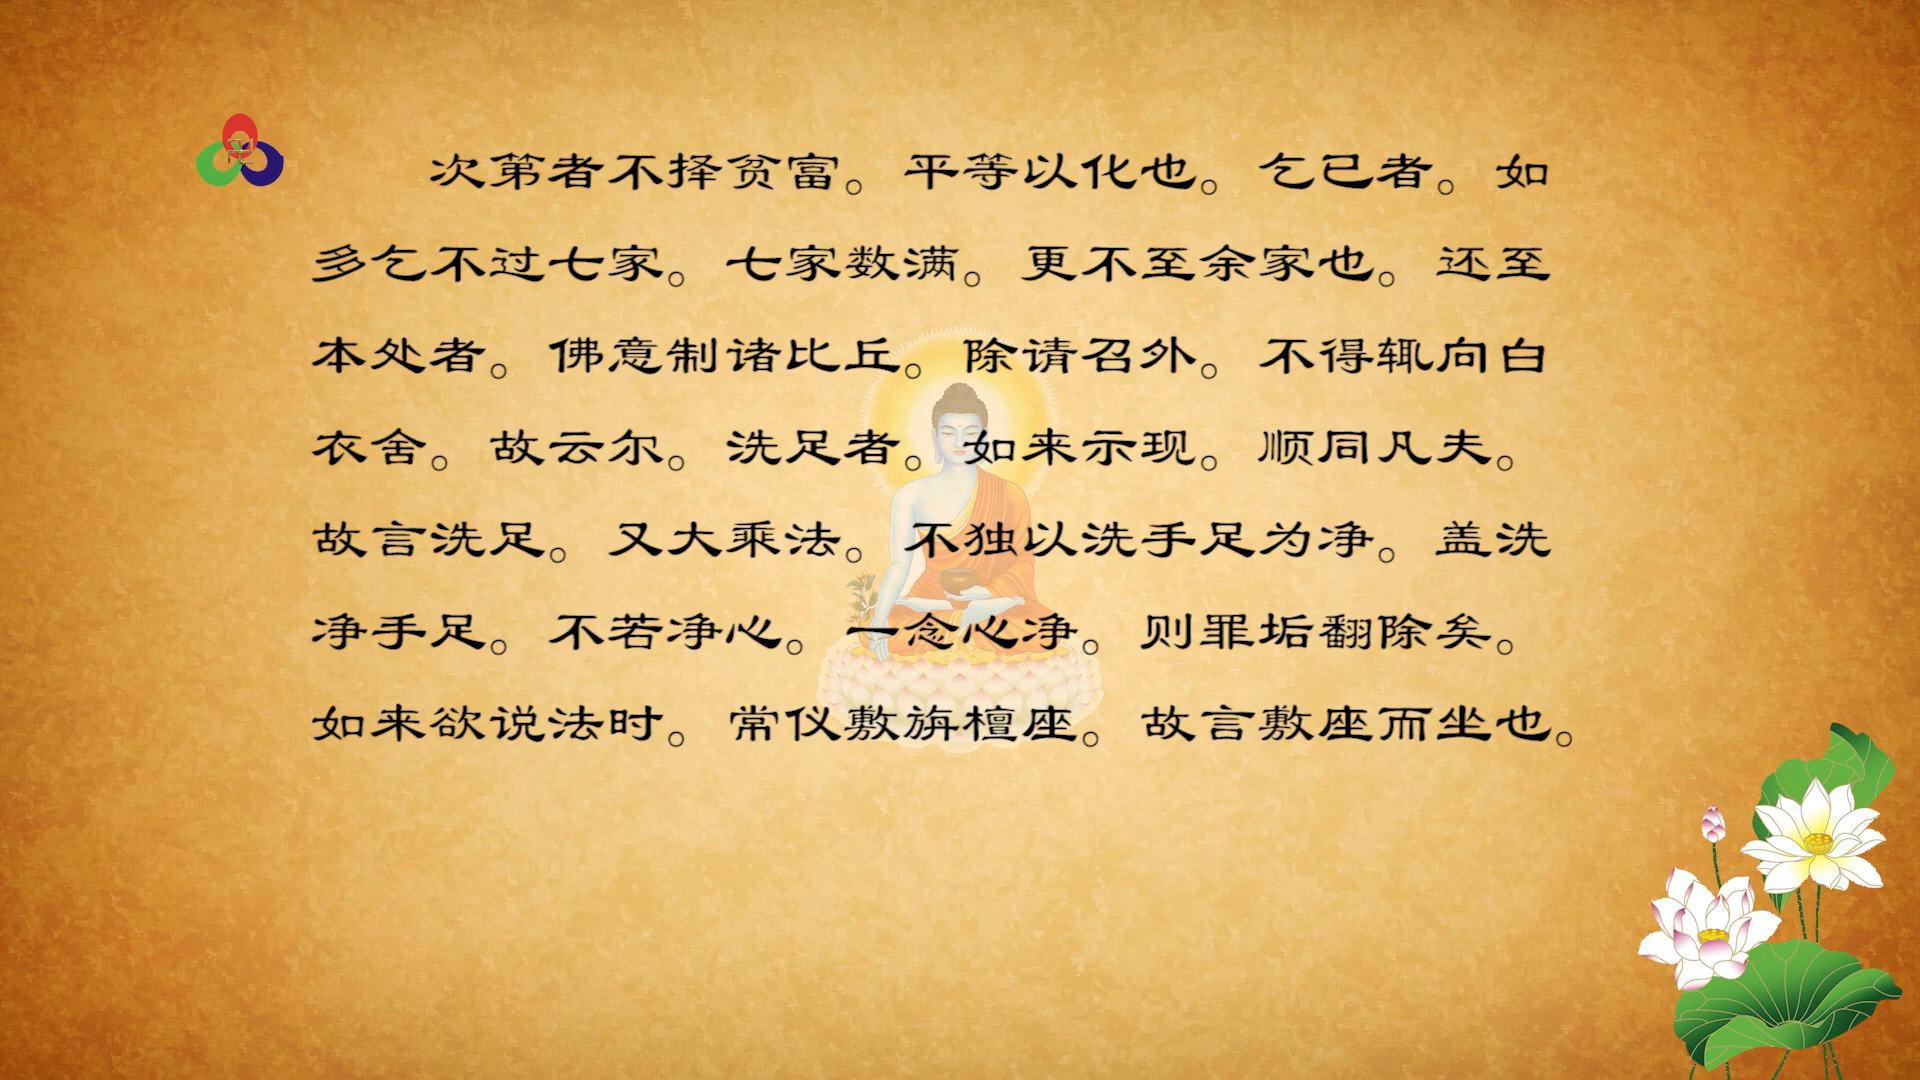 次第者不择贫富。平等以化也。乞已者。如
多乞不过七家。七家数满。更不至余家也。还至
本处者。佛意制诸比丘。除请召外。不得辄向白
衣舍。故云尔。洗足者。如来示现。顺同凡夫。
故言洗足。又大乘法。不独以洗手足为净。盖洗
净手足。不若净心。一念心净。则罪垢翻除矣。
如来欲说法时。常仪敷旃檀座。故言敷座而坐也。